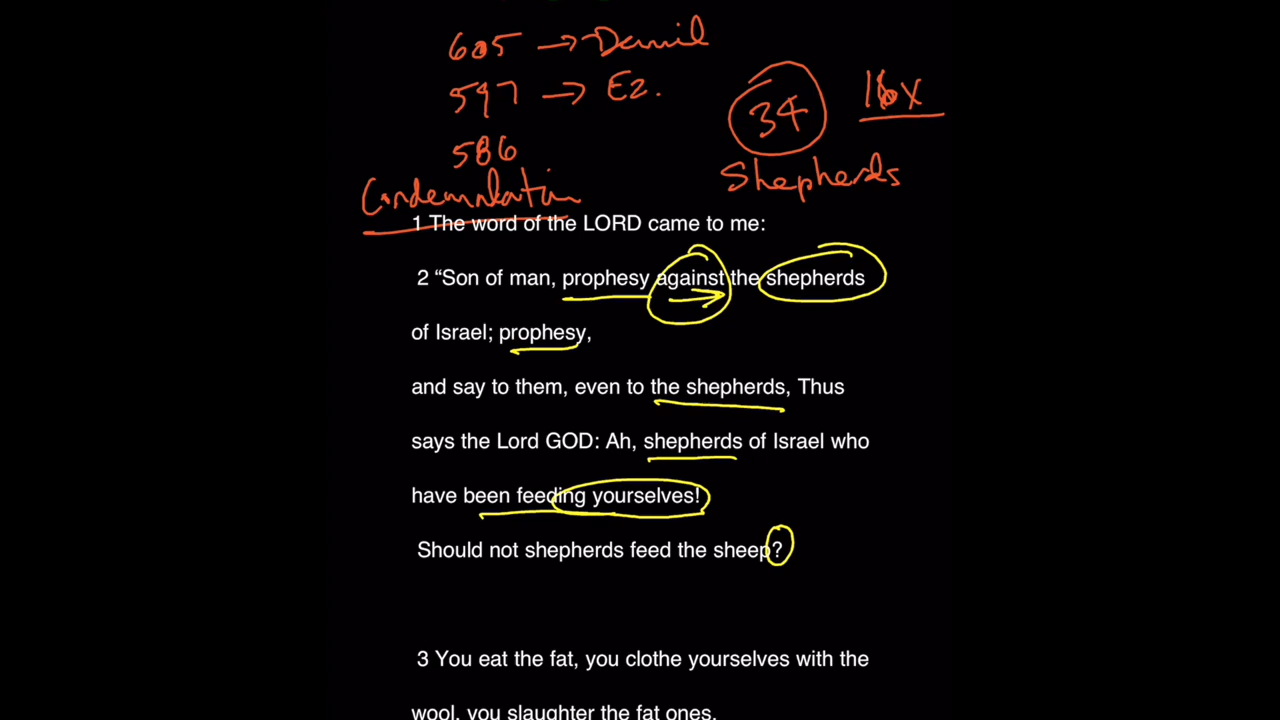 605 → Daniel
597 → Ez.
34 16x
586
Shepherds
Condemnation
1 The word of the LORD came to me:
2 “Son of man, prophesy against the shepherds
of Israel; prophesy,
and say to them, even to the shepherds, Thus
says the Lord GOD: Ah, shepherds of Israel who
have been feeding yourselves!
Should not shepherds feed the sheep?
3 You eat the fat, you clothe yourselves with the
wool, you slaughter the fat ones,